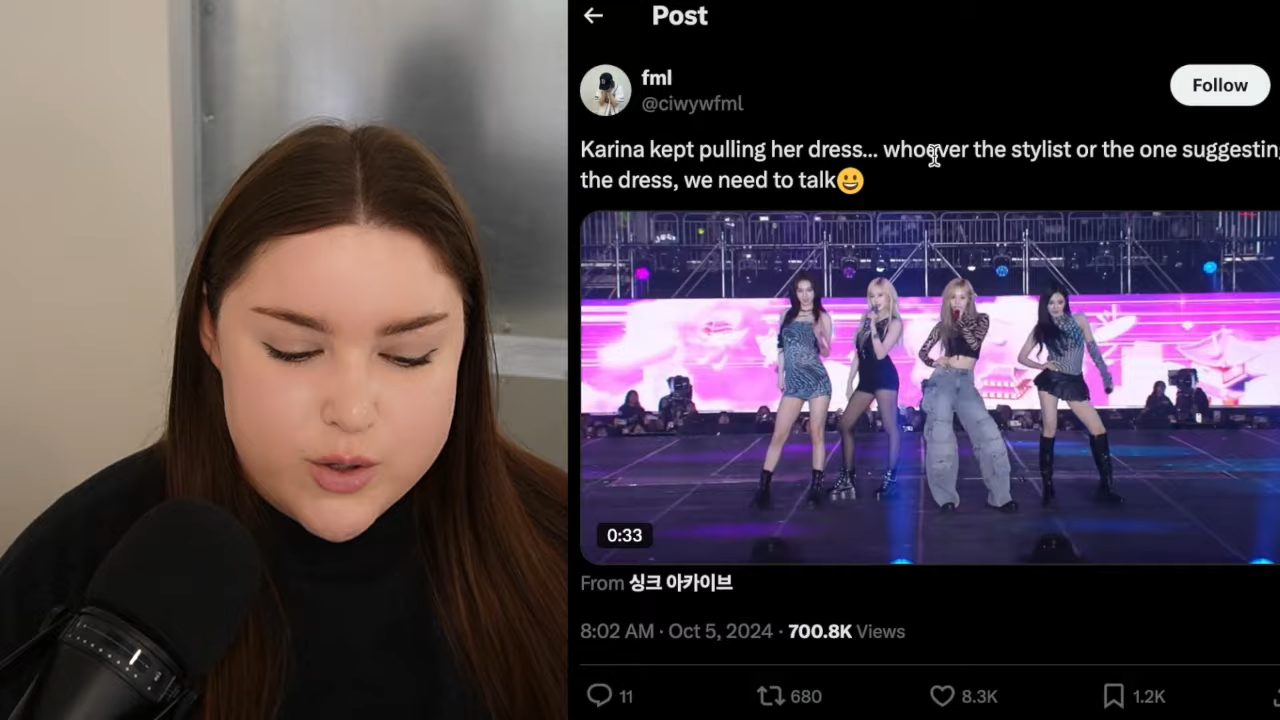 Post
fml
@ciwywfml
Follow
Karina kept pulling her dress... whoever the stylist or the one suggesting
the dress, we need to talk😀
0:33
From 싱크 아카이브
8:02 AM · Oct 5, 2024 · 700.8K Views
11 680 8.3K 1.2K